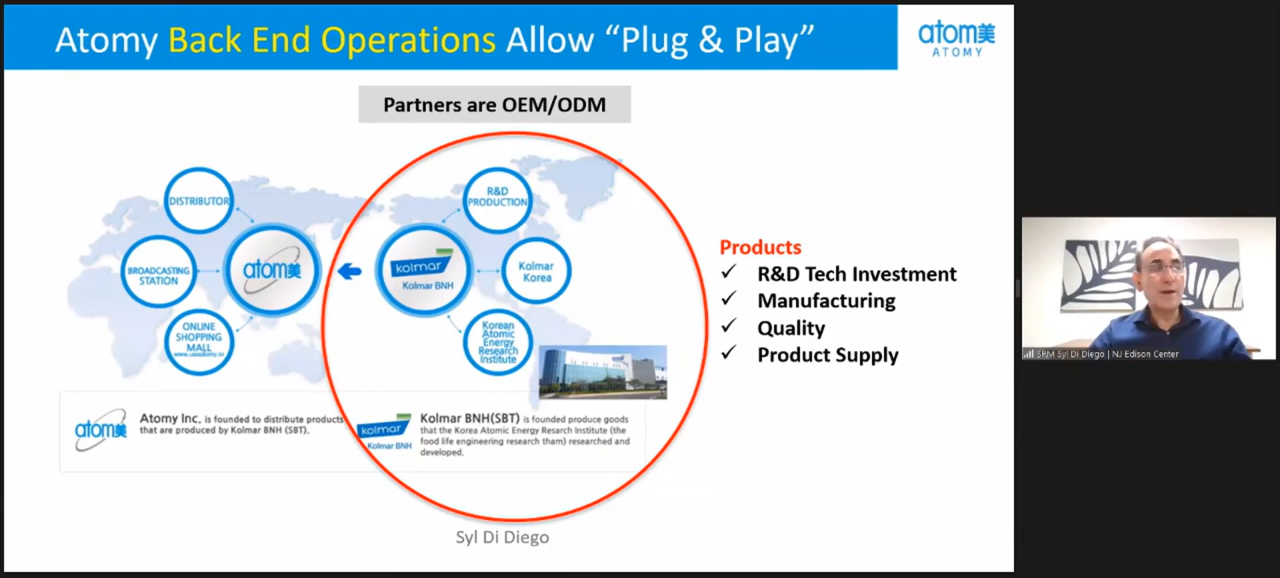 Atomy Back End Operations Allow “Plug & Play”
atom美
ATOMY
Partners are OEM/ODM
DISTRIBUTOR
BROADCASTING
STATION
ONLINE
SHOPPING
MALL
atom美
kolmar
Kolmar BNH
R&D
PRODUCTION
Kolmar
Korea
Korean
Atomic
Energy
Research
Institute
Products
✓ R&D Tech Investment
✓ Manufacturing
✓ Quality
✓ Product Supply
atom美
Atomy Inc. is founded to distribute products
that are produced by Kolmar BNH (SBT).
kolmar
Kolmar BNH
Kolmar BNH(SBT) is founded produce goods
that the Korea Atomic Energy Resarch Institute (the
food life engineering research tham) researched and
developed.
Syl Di Diego
SRM Syl Di Diego | NJ Edison Center